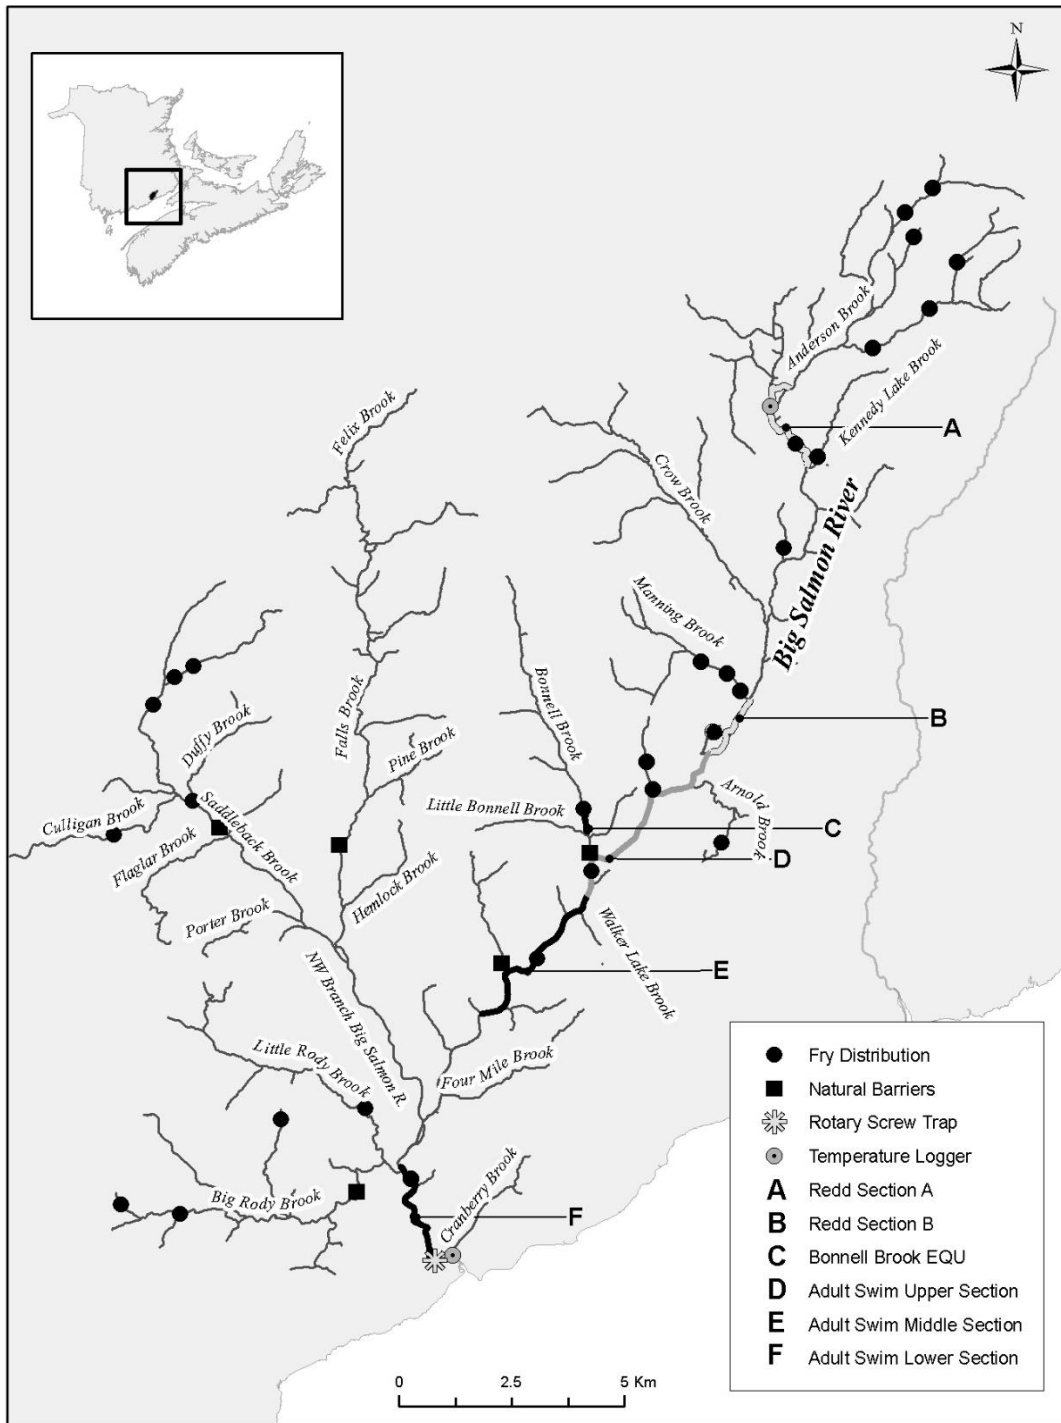 N
Anderson Brook
Kennedy Lake Brook
A
Felix Brook
Crow Brook
Big Salmon River
Manning Brook
Bonnell Brook
B
Falls Brook
Duffy Brook
Pine Brook
Arnold Brook
Little Bonnell Brook
Culligan Brook
Saddleback Brook
C
Flaglar Brook
D
Hemlock Brook
Porter Brook
Walker Lake Brook
E
NW Branch Big Salmon R.
Little Rody Brook
Four Mile Brook
Big Rody Brook
Cranberry Brook
F
Fry Distribution
Natural Barriers
Rotary Screw Trap
Temperature Logger
A Redd Section A
B Redd Section B
C Bonnell Brook EQU
D Adult Swim Upper Section
E Adult Swim Middle Section
F Adult Swim Lower Section
0 2.5 5 Km